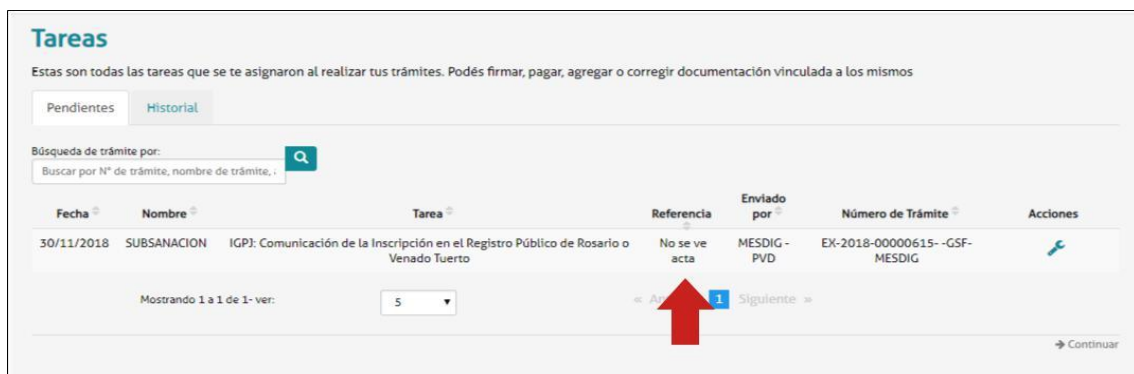 Tareas
Estas son todas las tareas que se te asignaron al realizar tus trámites. Podés firmar, pagar, agregar o corregir documentación vinculada a los mismos
Pendientes Historial
Búsqueda de trámite por:
Buscar por N° de trámite, nombre de trámite,
Fecha Nombre Tarea Referencia Enviado por Número de Trámite Acciones
30/11/2018 SUBSANACION IGPJ: Comunicación de la Inscripción en el Registro Público de Rosario o No se ve MESDIG - EX-2018-00000615- -GSF-
Venado Tuerto acta PVD MESDIG
Mostrando 1 a 1 de 1- ver: 5 « 1 Siguiente »
Continuar